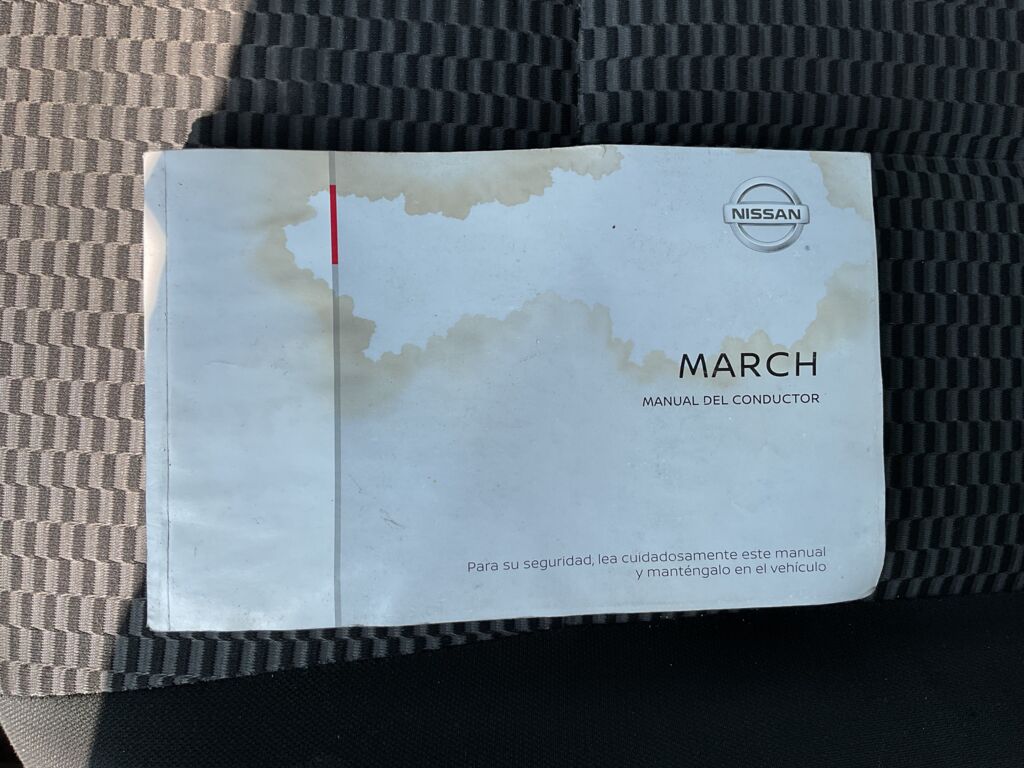 NISSAN
MARCH
MANUAL DEL CONDUCTOR
Para su seguridad, lea cuidadosamente este manual
y manténgalo en el vehículo